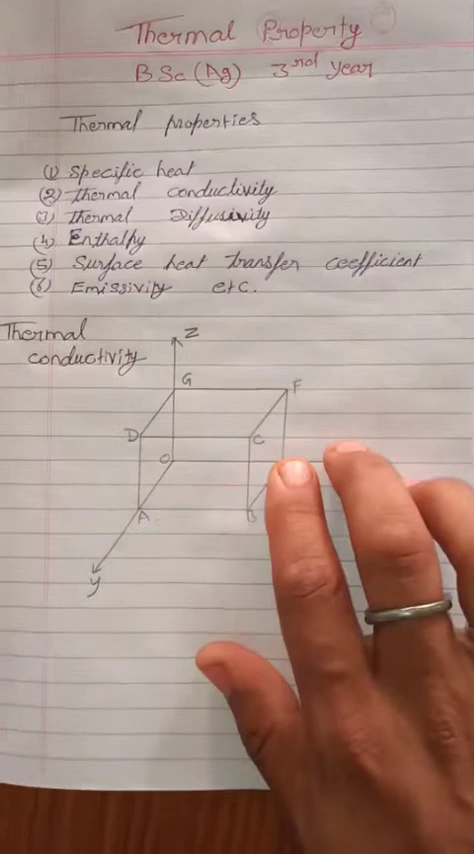 Thermal Property
BSc (Ag) 3rd year
Thermal properties
(1) Specific heat
(2) Thermal conductivity
(3) Thermal Diffusivity
(4) Enthalpy
(5) Surface heat transfer coefficient
(6) Emissivity etc.
Thermal
conductivity
Z
G
F
D
C
O
A
B
y